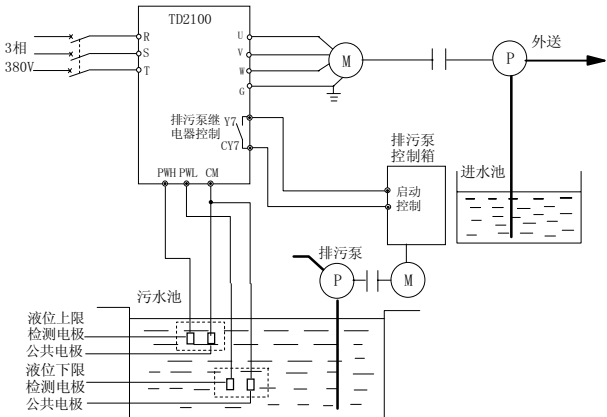 TD2100
3相
380V
R
S
T
U
V
W
G
M
P
外送
排污泵继
电器控制
Y7
CY7
PWH PWL CM
排污泵
控制箱
启动
控制
进水池
排污泵
P
M
污水池
液位上限
检测电极
公共电极
液位下限
检测电极
公共电极